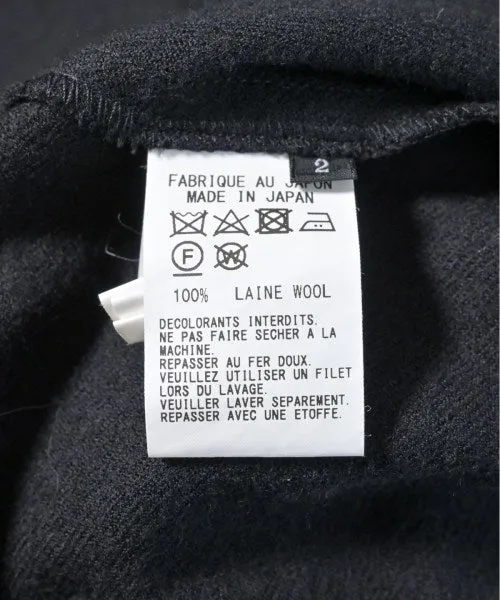 2
FABRIQUE AU JAPON
MADE IN JAPAN
F
W
100% LAINE WOOL
DECOLORANTS INTERDITS.
NE PAS FAIRE SECHER A LA
MACHINE.
REPASSER AU FER DOUX.
VEUILLEZ UTILISER UN FILET
LORS DU LAVAGE.
VEUILLER LAVER SEPAREMENT.
REPASSER AVEC UNE ETOFFE.